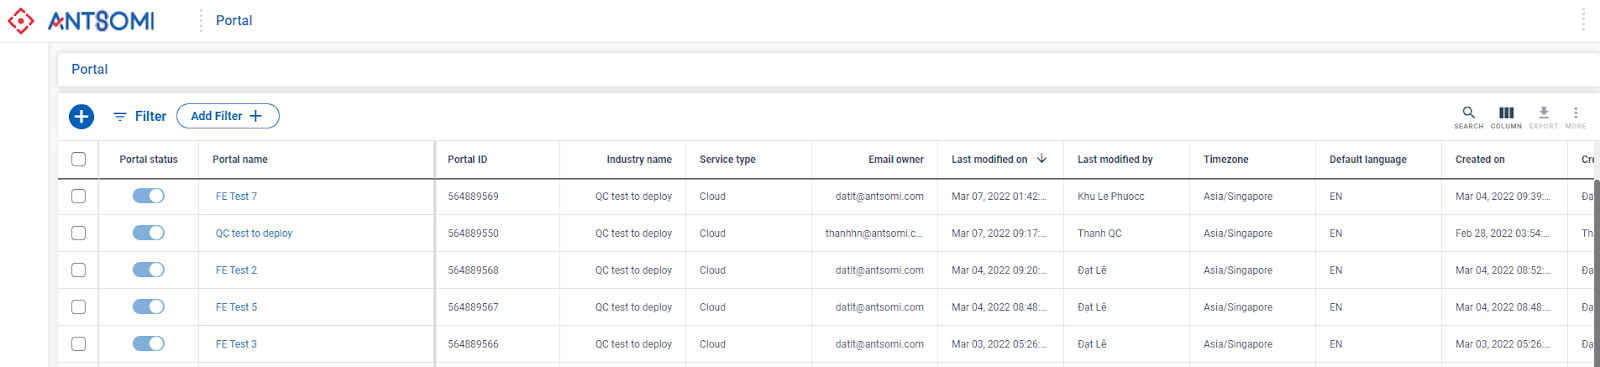 ANTSOMI Portal
Portal
Filter Add Filter
SEARCH COLUMN EXPORT MORE
Portal status Portal name Portal ID Industry name Service type Email owner Last modified on Last modified by Timezone Default language Created on Cre
FE Test 7 564889569 QC test to deploy Cloud datlt@antsomi.com Mar 07, 2022 01:42:... Khu Le Phuocc Asia/Singapore EN Mar 04, 2022 09:39:... Đạ
QC test to deploy 564889550 QC test to deploy Cloud thanhhn@antsomi.c... Mar 07, 2022 09:17:... Thanh QC Asia/Singapore EN Feb 28, 2022 03:54:... Th
FE Test 2 564889568 QC test to deploy Cloud datlt@antsomi.com Mar 04, 2022 09:20:... Đạt Lê Asia/Singapore EN Mar 04, 2022 08:52:... Đạ
FE Test 5 564889567 QC test to deploy Cloud datlt@antsomi.com Mar 04, 2022 08:48:... Đạt Lê Asia/Singapore EN Mar 04, 2022 08:48:... Đạ
FE Test 3 564889566 QC test to deploy Cloud datlt@antsomi.com Mar 03, 2022 05:26:... Đạt Lê Asia/Singapore EN Mar 03, 2022 05:26:... Đạ